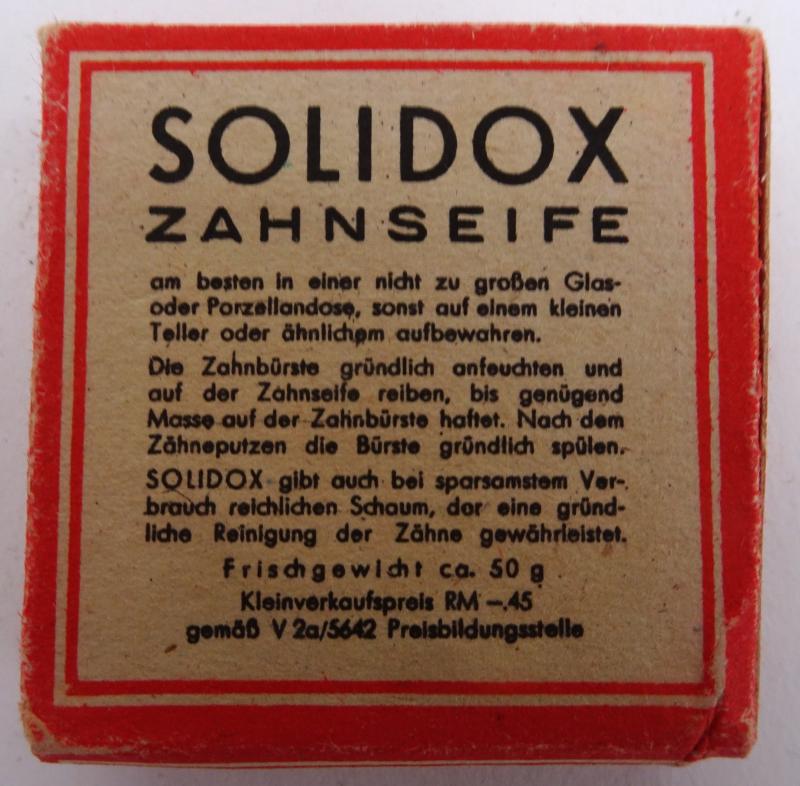 SOLIDOX
ZAHNSEIFE
am besten in einer nicht zu großen Glas-
oder Porzellandose, sonst auf einem kleinen
Teller oder ähnlichem aufbewahren.
Die Zahnbürste gründlich anfeuchten und
auf der Zahnseife reiben, bis genügend
Masse auf der Zahnbürste haftet. Nach dem
Zähneputzen die Bürste gründlich spülen.
SOLIDOX gibt auch bei sparsamstem Ver-
brauch reichlichen Schaum, der eine gründ-
liche Reinigung der Zähne gewährleistet.
Frischgewicht ca. 50 g
Kleinverkaufspreis RM –.45
gemäß V 2a/5642 Preisbildungsstelle